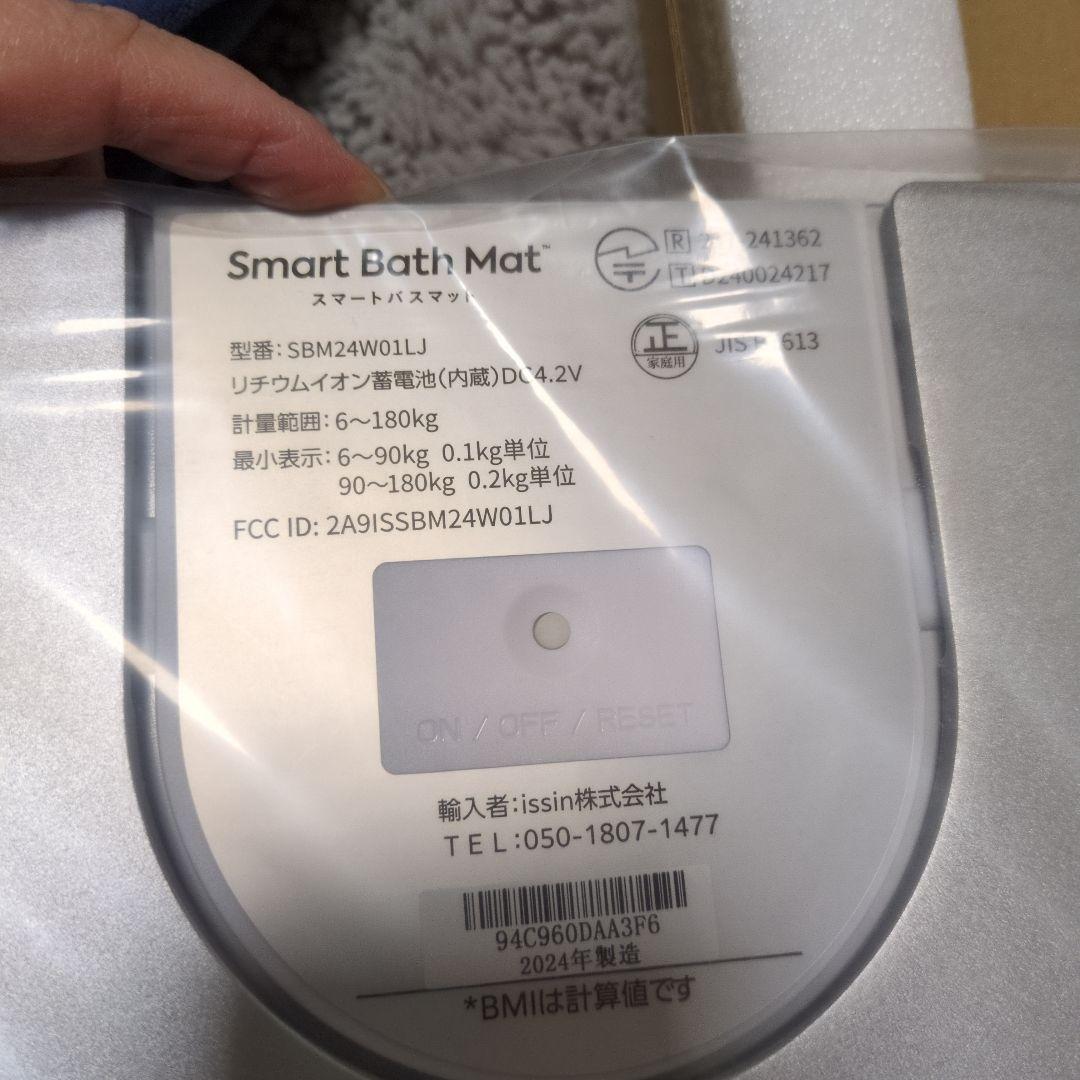 Smart Bath Mat™
スマートバスマット
R 241362
T D240024217
正
家庭用
JIS 613
型番：SBM24W01LJ
リチウムイオン蓄電池（内蔵）DC4.2V
計量範囲：6～180kg
最小表示：6～90kg 0.1kg単位
90～180kg 0.2kg単位
FCC ID: 2A9ISSBM24W01LJ
ON / OFF / RESET
輸入者：issin株式会社
TEL：050-1807-1477
94C960DAA3F6
2024年製造
*BMIは計算値です